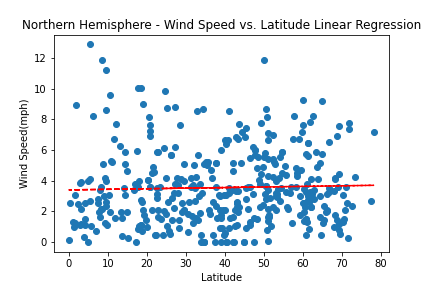 Northern Hemisphere - Wind Speed vs. Latitude Linear Regression
12
10
8
6
4
2
0
Wind Speed(mph)
0 10 20 30 40 50 60 70 80
Latitude